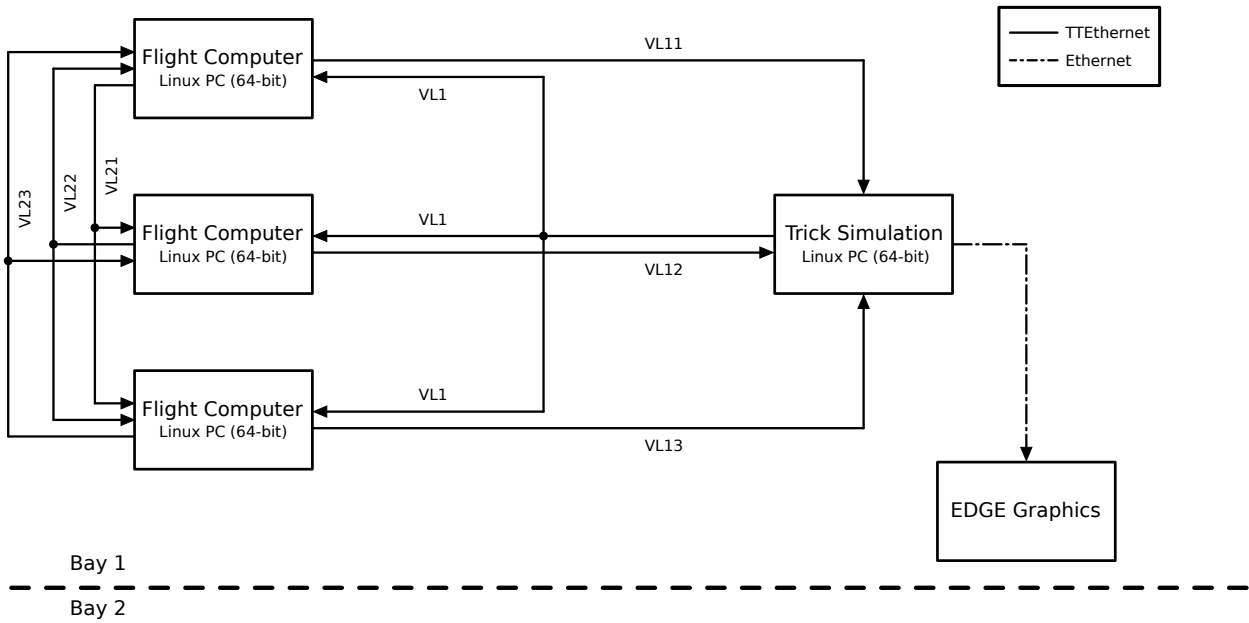 TTEthernet
Ethernet
Flight Computer
Linux PC (64-bit)
VL11
VL1
VL21
VL22
VL23
Flight Computer
Linux PC (64-bit)
VL1
VL12
Trick Simulation
Linux PC (64-bit)
Flight Computer
Linux PC (64-bit)
VL1
VL13
EDGE Graphics
Bay 1
Bay 2